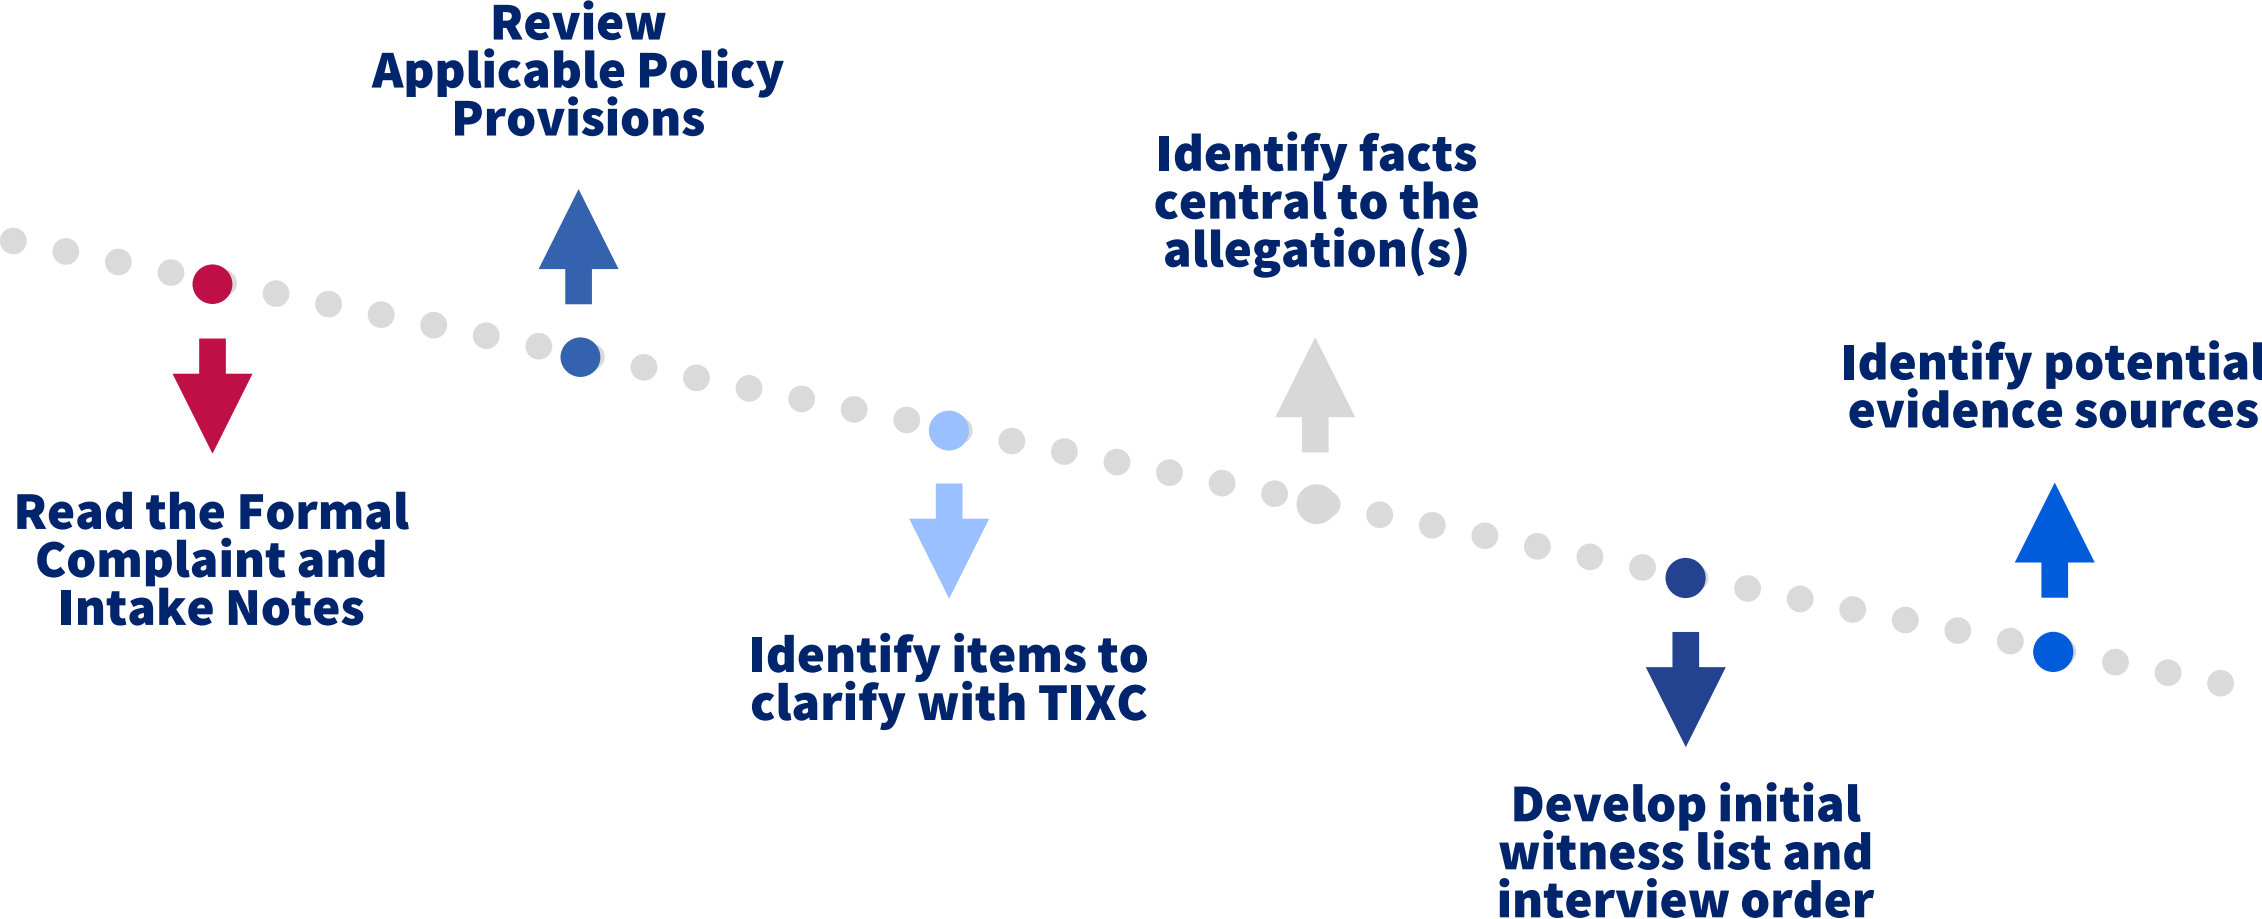 Review
Applicable Policy
Provisions
Identify facts
central to the
allegation(s)
Identify potential
evidence sources
Read the Formal
Complaint and
Intake Notes
Identify items to
clarify with TIXC
Develop initial
witness list and
interview order